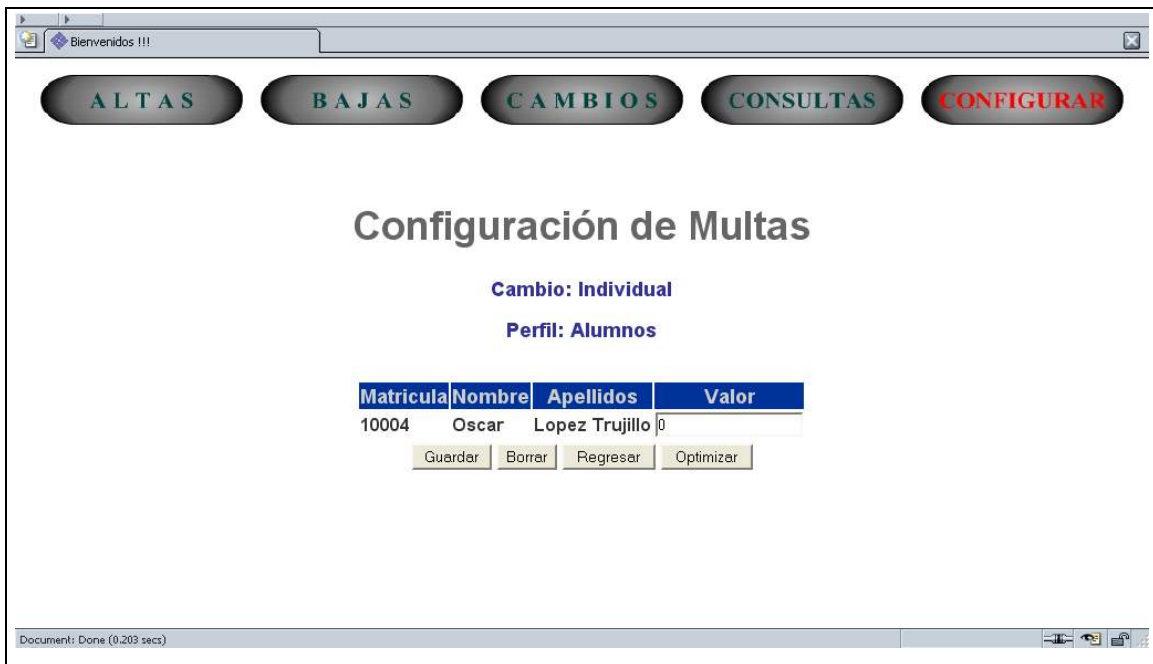 Bienvenidos !!!
ALTAS BAJAS CAMBIOS CONSULTAS CONFIGURAR
Configuración de Multas
Cambio: Individual
Perfil: Alumnos
Matricula Nombre Apellidos Valor
10004 Oscar Lopez Trujillo 0
Guardar Borrar Regresar Optimizar
Document: Done (0.203 secs)